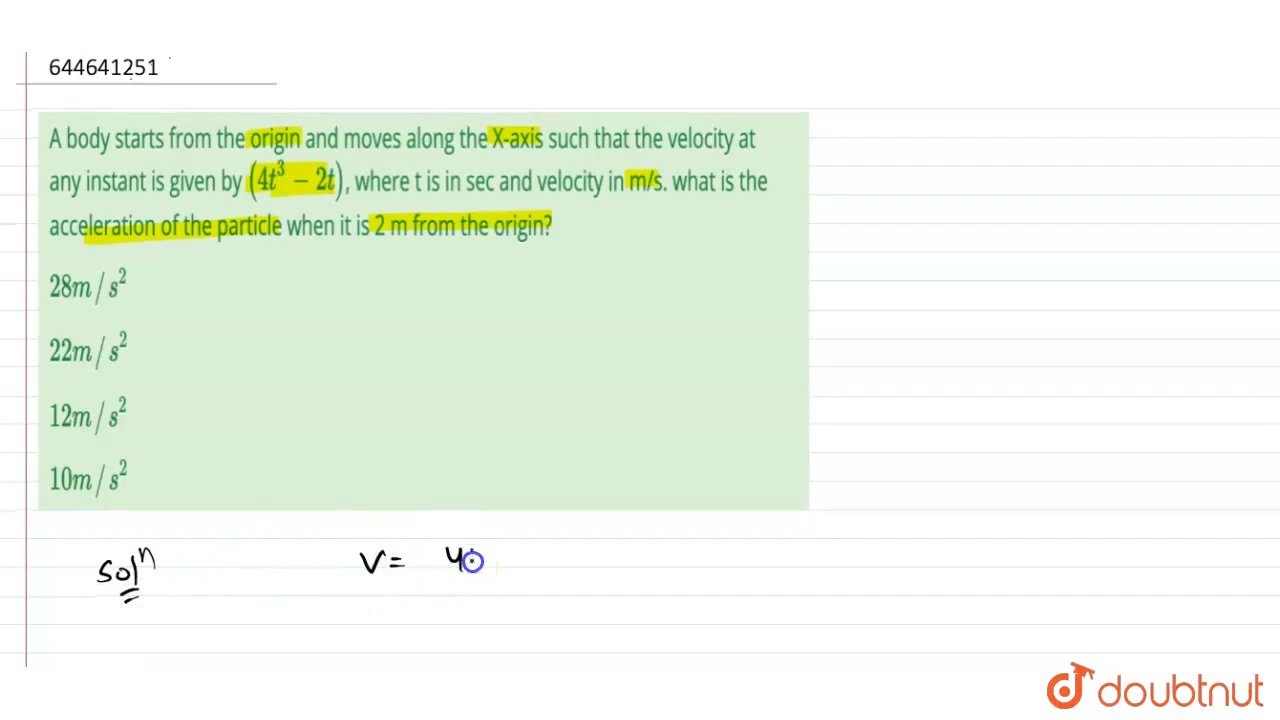 644641251
A body starts from the origin and moves along the X-axis such that the velocity at
any instant is given by (4t³ − 2t), where t is in sec and velocity in m/s. what is the
acceleration of the particle when it is 2 m from the origin?
28m/s²
22m/s²
12m/s²
10m/s²
Solⁿ V = 4
doubtnut